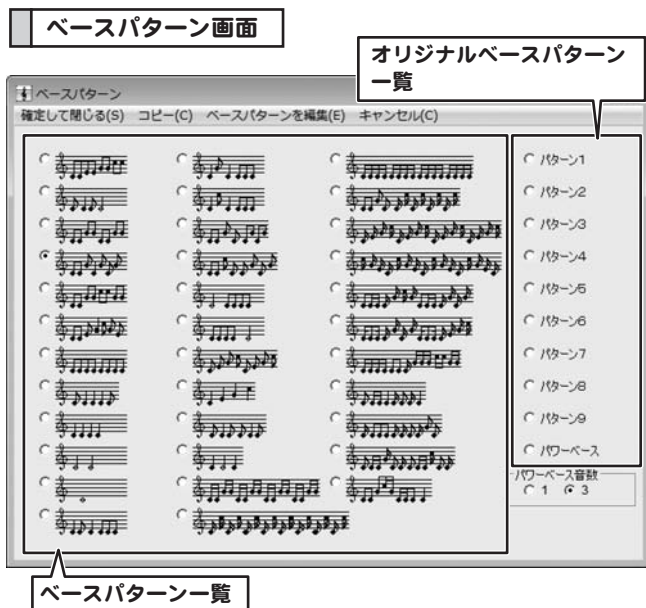 ベースパターン画面
オリジナルベースパターン
一覧
ベースパターン
確定して閉じる(S) コピー(C) ベースパターンを編集(E) キャンセル(C)
パターン1
パターン2
パターン3
パターン4
パターン5
パターン6
パターン7
パターン8
パターン9
パワーベース
パワーベース音数
1 3
ベースパターン一覧